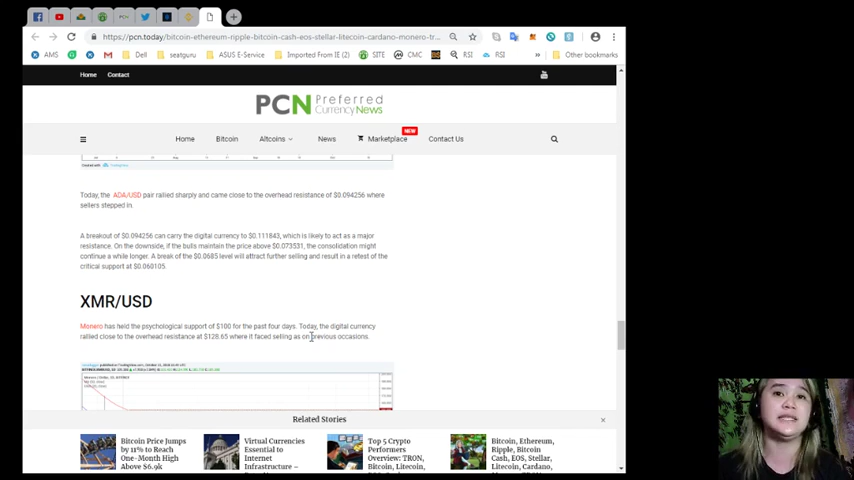 https://pcn.today/bitcoin-ethereum-ripple-bitcoin-cash-eos-stellar-litecoin-cardano-monero-tr...
AMS
Dell
seatguru
ASUS E-Service
Imported From IE (2)
SITE
CMC
RSI
RSI
Other bookmarks
Home
Contact
PCN Preferred
Currency News
NEW
Home
Bitcoin
Altcoins
News
Marketplace
Contact Us
Today, the ADA/USD pair rallied sharply and came close to the overhead resistance of $0.094256 where
sellers stepped in.
A breakout of $0.094256 can carry the digital currency to $0.111843, which is likely to act as a major
resistance. On the downside, if the bulls maintain the price above $0.073531, the consolidation might
continue a while longer. A break of the $0.0685 level will attract further selling and result in a retest of the
critical support at $0.060105.
XMR/USD
Monero has held the psychological support of $100 for the past four days. Today, the digital currency
rallied close to the overhead resistance at $128.65 where it faced selling as on previous occasions.
Related Stories
Bitcoin Price Jumps
by 11% to Reach
One-Month High
Above $6.9k
Virtual Currencies
Essential to
Internet
Infrastructure –
Top 5 Crypto
Performers
Overview: TRON,
Bitcoin, Litecoin,
Bitcoin, Ethereum,
Ripple, Bitcoin
Cash, EOS, Stellar,
Litecoin, Cardano,